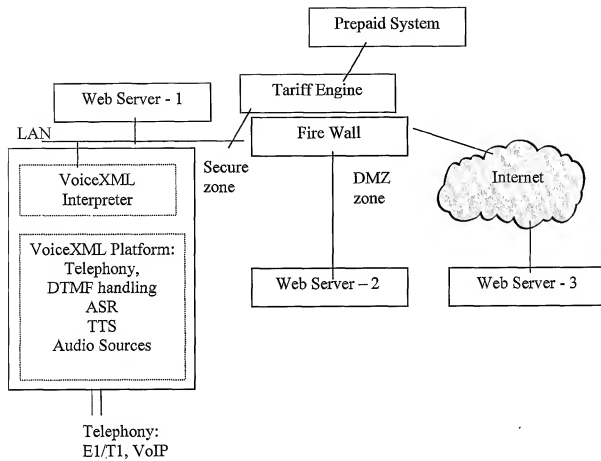 Prepaid System
Tariff Engine
Web Server - 1
LAN
Fire Wall
Secure
zone
DMZ
zone
Internet
VoiceXML
Interpreter
VoiceXML Platform:
Telephony,
DTMF handling
ASR
TTS
Audio Sources
Web Server – 2
Web Server - 3
Telephony:
E1/T1, VoIP